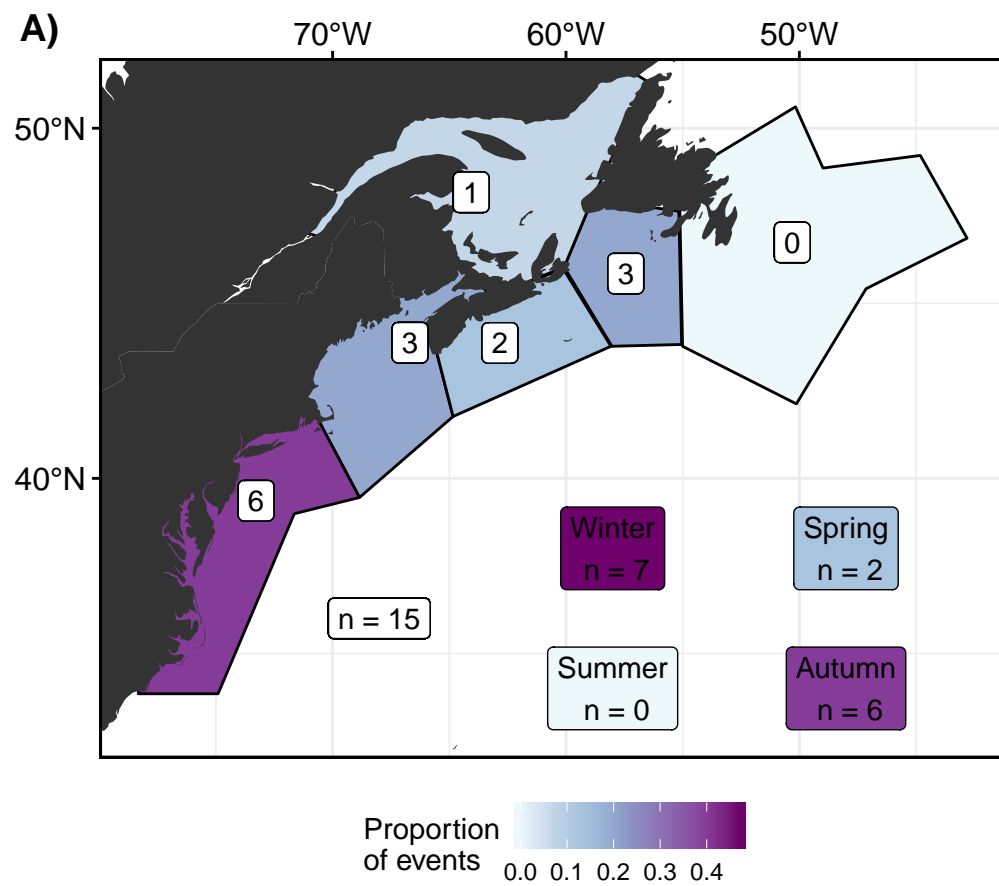 A)
70°W 60°W 50°W
50°N
1
0
3
3
2
40°N
6
Winter
n = 7
Spring
n = 2
n = 15
Summer
n = 0
Autumn
n = 6
Proportion
of events
0.0 0.1 0.2 0.3 0.4